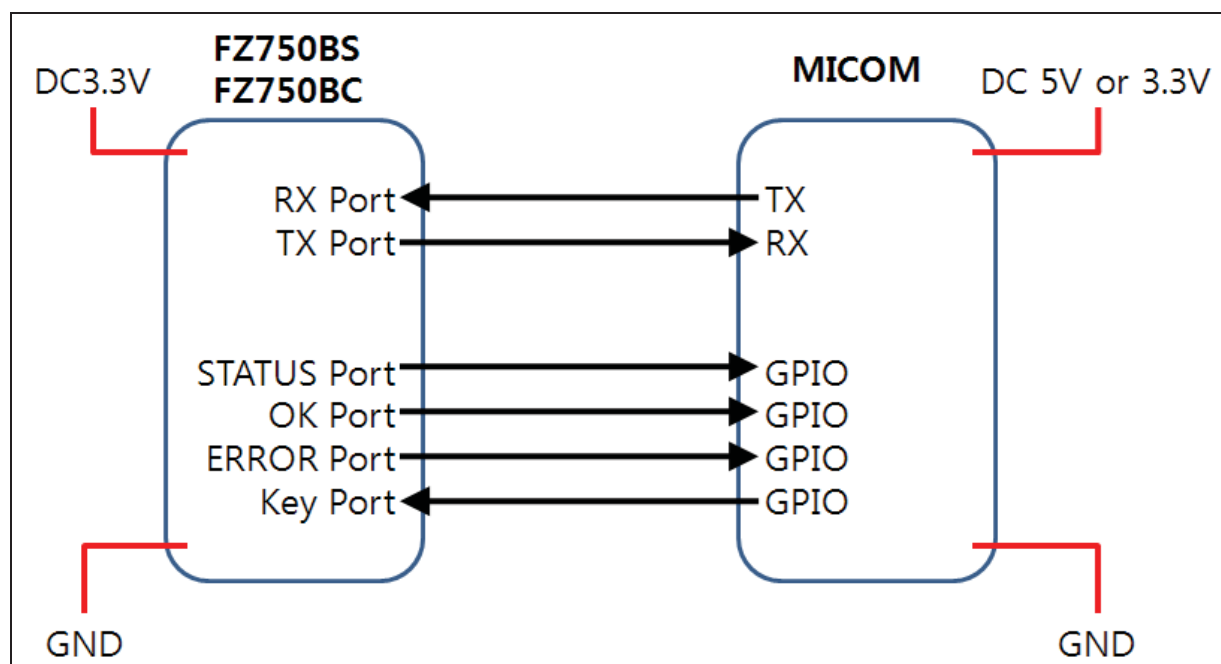 FZ750BS
FZ750BC
MICOM
DC3.3V
DC 5V or 3.3V
RX Port
TX
TX Port
RX
STATUS Port
GPIO
OK Port
GPIO
ERROR Port
GPIO
Key Port
GPIO
GND
GND